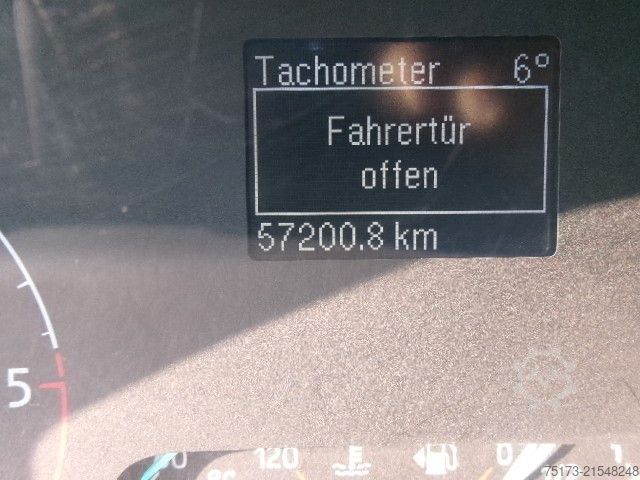 Tachometer 6°
Fahrertür
offen
57200.8 km
5
120
75173-21548248